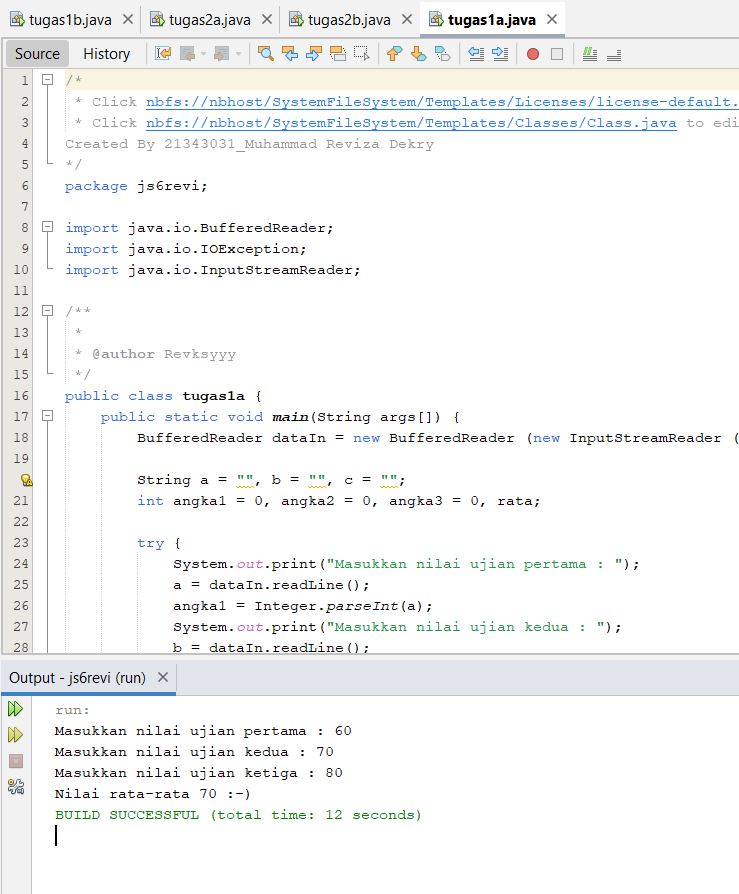 tugas1b.java tugas2a.java tugas2b.java tugas1a.java
Source History
1 /*
2 * Click nbfs://nbhost/SystemFileSystem/Templates/Licenses/license-default.
3 * Click nbfs://nbhost/SystemFileSystem/Templates/Classes/Class.java to edi
4 Created By 21343031_Muhammad Reviza Dekry
5 */
6 package js6revi;
7
8 import java.io.BufferedReader;
9 import java.io.IOException;
10 import java.io.InputStreamReader;
11
12 /**
13 *
14 * @author Revksyyy
15 */
16 public class tugas1a {
17 public static void main(String args[]) {
18 BufferedReader dataIn = new BufferedReader (new InputStreamReader (
19
String a = "", b = "", c = "";
21 int angka1 = 0, angka2 = 0, angka3 = 0, rata;
22
23 try {
24 System.out.print("Masukkan nilai ujian pertama : ");
25 a = dataIn.readLine();
26 angka1 = Integer.parseInt(a);
27 System.out.print("Masukkan nilai ujian kedua : ");
28 b = dataIn.readLine();
Output - js6revi (run)
run:
Masukkan nilai ujian pertama : 60
Masukkan nilai ujian kedua : 70
Masukkan nilai ujian ketiga : 80
Nilai rata-rata 70 :-)
BUILD SUCCESSFUL (total time: 12 seconds)